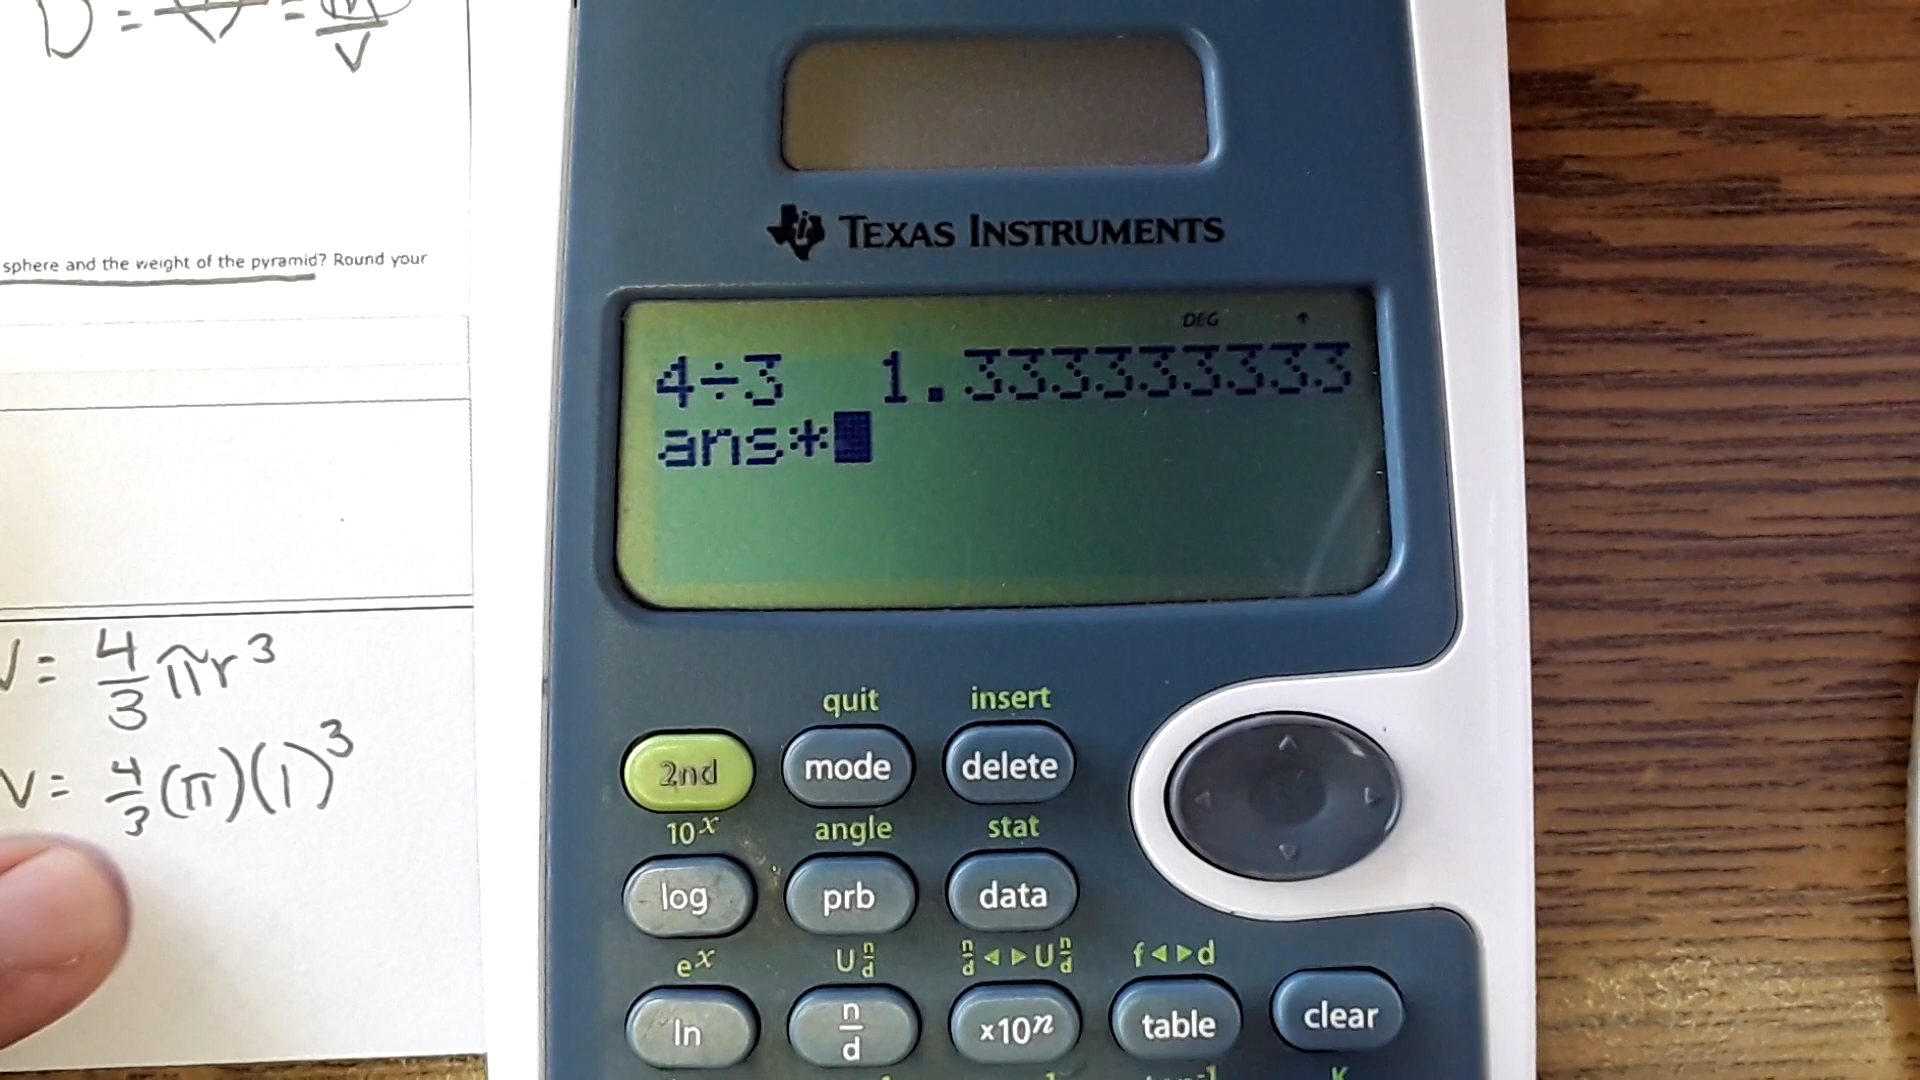 D = — = m/V
sphere and the weight of the pyramid? Round your
V = 4/3 πr³
V = 4/3 (π)(1)³
TEXAS INSTRUMENTS
DEG ↑
4÷3 1.333333333
ans*
quit insert
2nd mode delete
10ˣ angle stat
log prb data
eˣ U n/d n/d ◄► U n/d f◄►d
ln n/d ×10ⁿ table clear
K